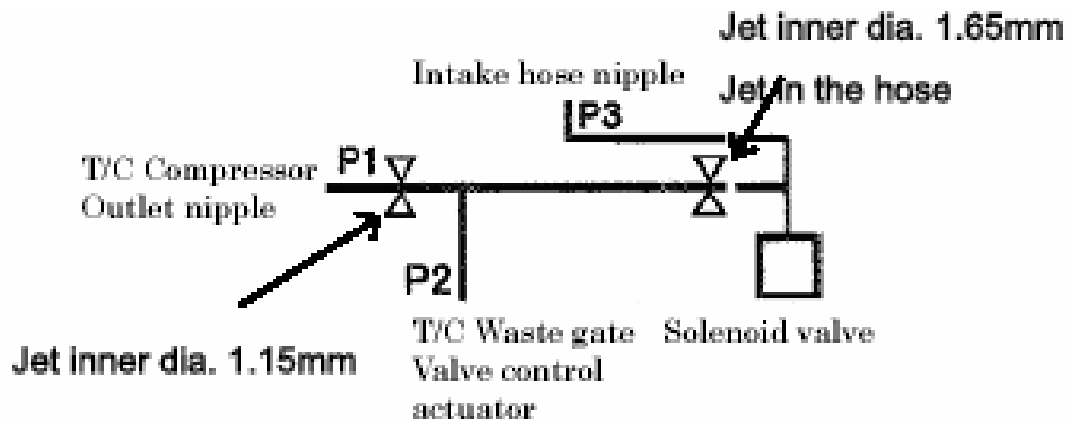 Jet inner dia. 1.65mm
Intake hose nipple
Jet in the hose
P3
T/C Compressor
P1
Outlet nipple
P2
T/C Waste gate
Solenoid valve
Jet inner dia. 1.15mm
Valve control
actuator